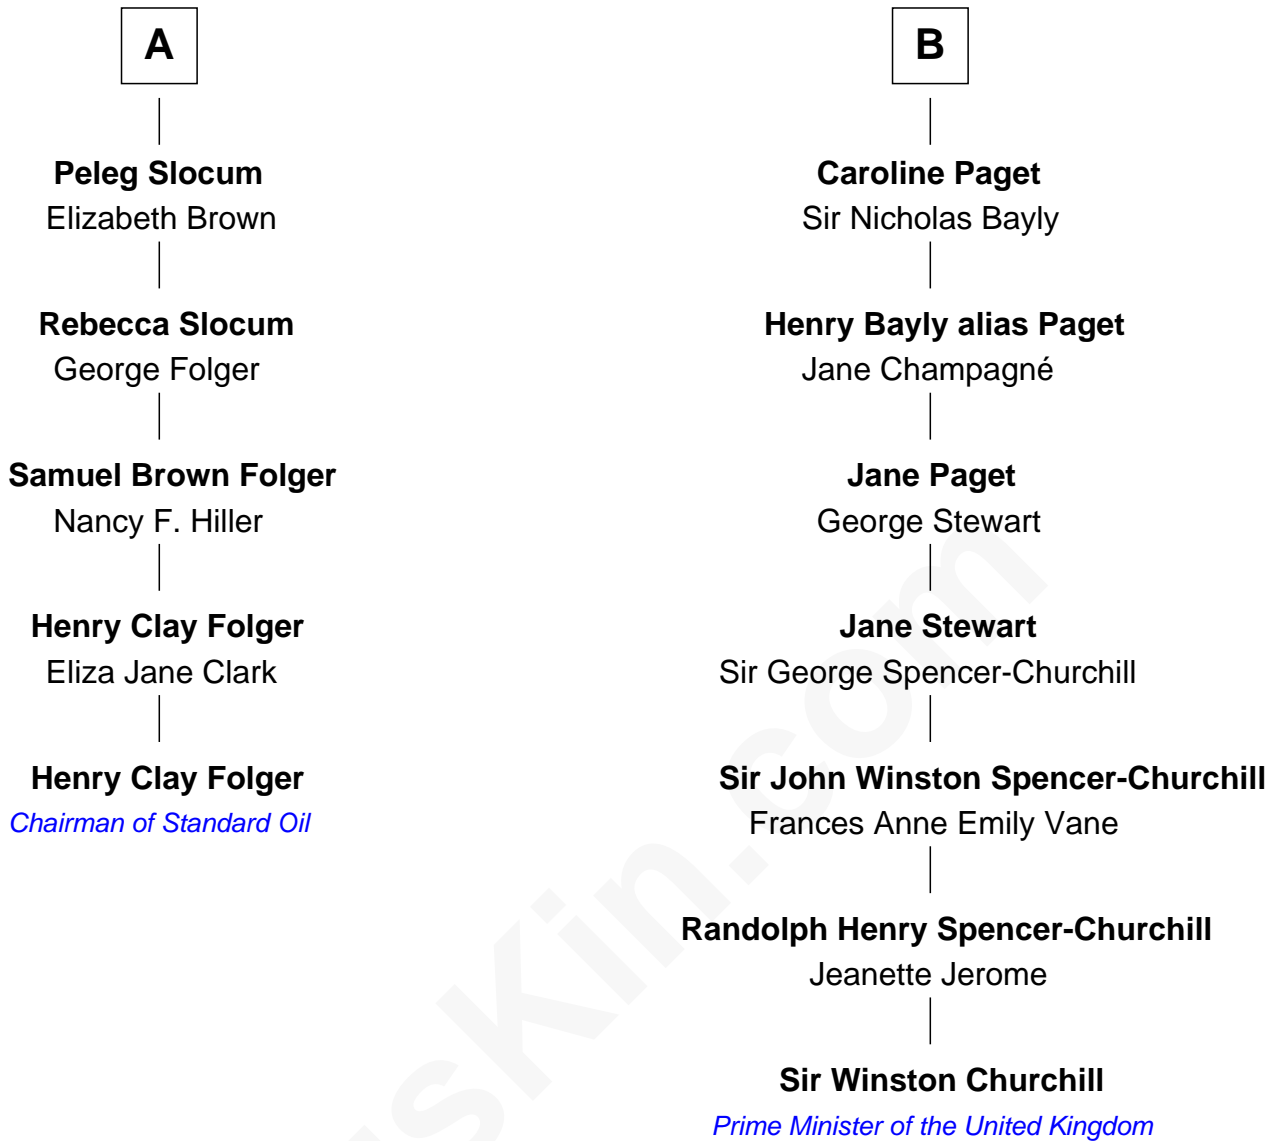 A
Peleg Slocum
Elizabeth Brown
Rebecca Slocum
George Folger
Samuel Brown Folger
Nancy F. Hiller
Henry Clay Folger
Eliza Jane Clark
Henry Clay Folger
Chairman of Standard Oil
B
Caroline Paget
Sir Nicholas Bayly
Henry Bayly alias Paget
Jane Champagné
Jane Paget
George Stewart
Jane Stewart
Sir George Spencer-Churchill
Sir John Winston Spencer-Churchill
Frances Anne Emily Vane
Randolph Henry Spencer-Churchill
Jeanette Jerome
Sir Winston Churchill
Prime Minister of the United Kingdom